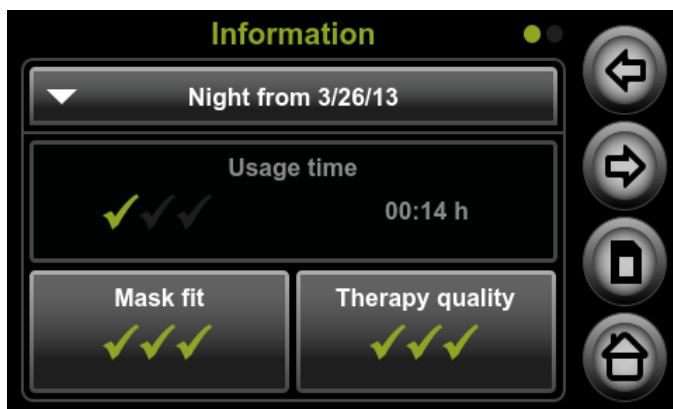 Information
Night from 3/26/13
Usage time
00:14 h
Mask fit
Therapy quality